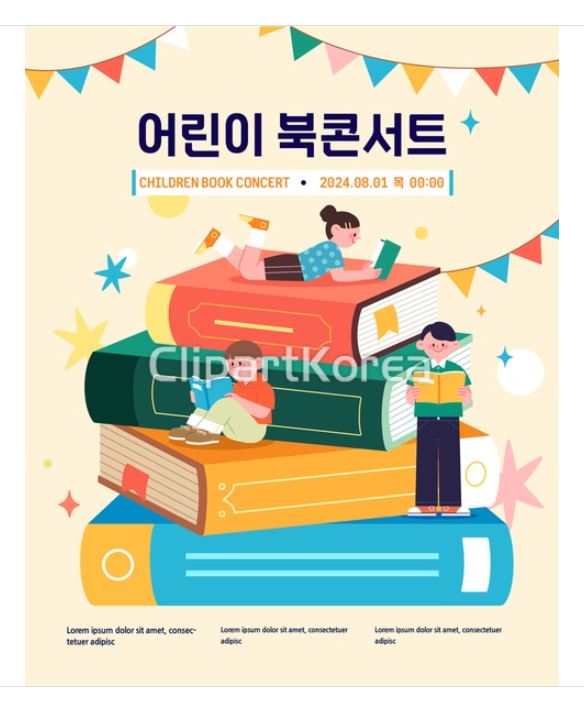 어린이 북콘서트
CHILDREN BOOK CONCERT • 2024.08.01 목 00:00
ClipartKorea
Lorem ipsum dolor sit amet, consec-
tetuer adipisc
Lorem ipsum dolor sit amet, consectetuer
adipisc
Lorem ipsum dolor sit amet, consectetuer
adipisc